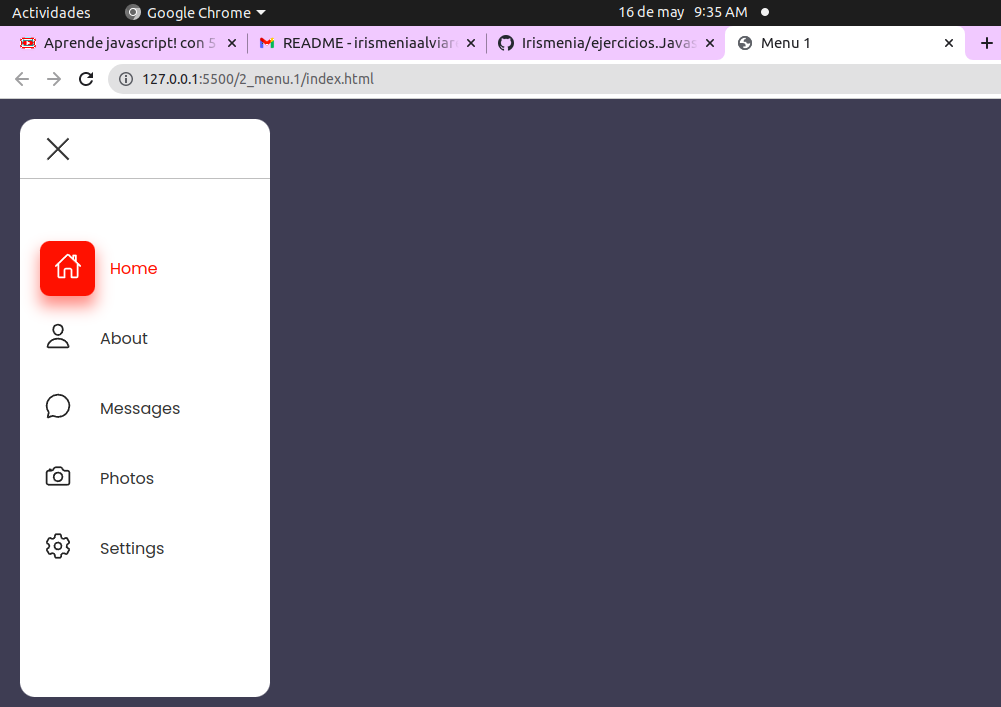 Actividades Google Chrome 16 de may 9:35 AM
Aprende javascript! con 5 README - irismeniaalviar Irismenia/ejercicios.Javas Menu 1
127.0.0.1:5500/2_menu.1/index.html
Home
About
Messages
Photos
Settings